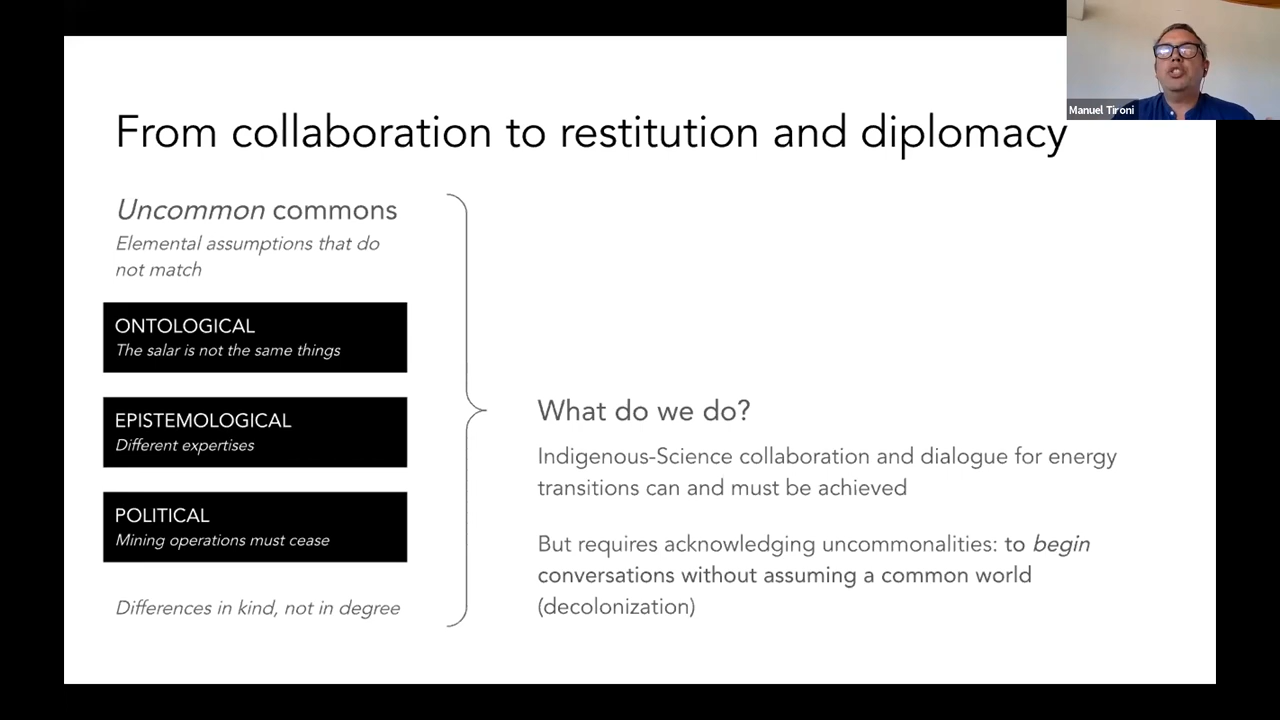 Manuel Tironi
From collaboration to restitution and diplomacy
Uncommon commons
Elemental assumptions that do
not match
ONTOLOGICAL
The salar is not the same things
EPISTEMOLOGICAL
Different expertises
POLITICAL
Mining operations must cease
Differences in kind, not in degree
What do we do?
Indigenous-Science collaboration and dialogue for energy
transitions can and must be achieved
But requires acknowledging uncommonalities: to begin
conversations without assuming a common world
(decolonization)